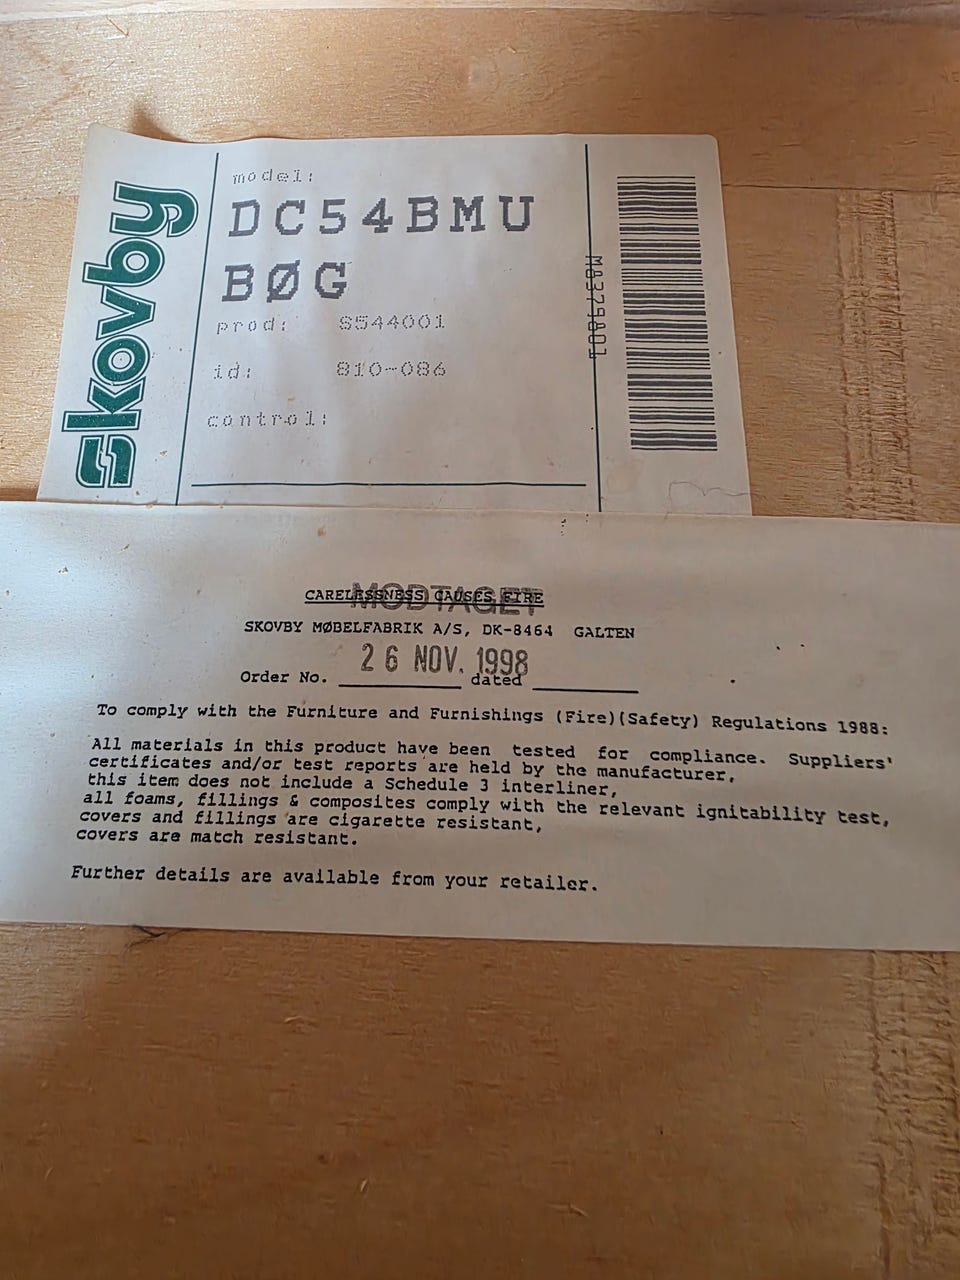 skovby
model:
DC54BMU
BØG
prod: S544001
id: 810-086
control:
M8379801
CARELESSNESS CAUSES FIRE
MODTAGET
SKOVBY MØBELFABRIK A/S, DK-8464 GALTEN
26 NOV. 1998
Order No. __________ dated __________
To comply with the Furniture and Furnishings (Fire)(Safety) Regulations 1988:
All materials in this product have been tested for compliance. Suppliers'
certificates and/or test reports are held by the manufacturer,
this item does not include a Schedule 3 interliner,
all foams, fillings & composites comply with the relevant ignitability test,
covers and fillings are cigarette resistant,
covers are match resistant.
Further details are available from your retailer.